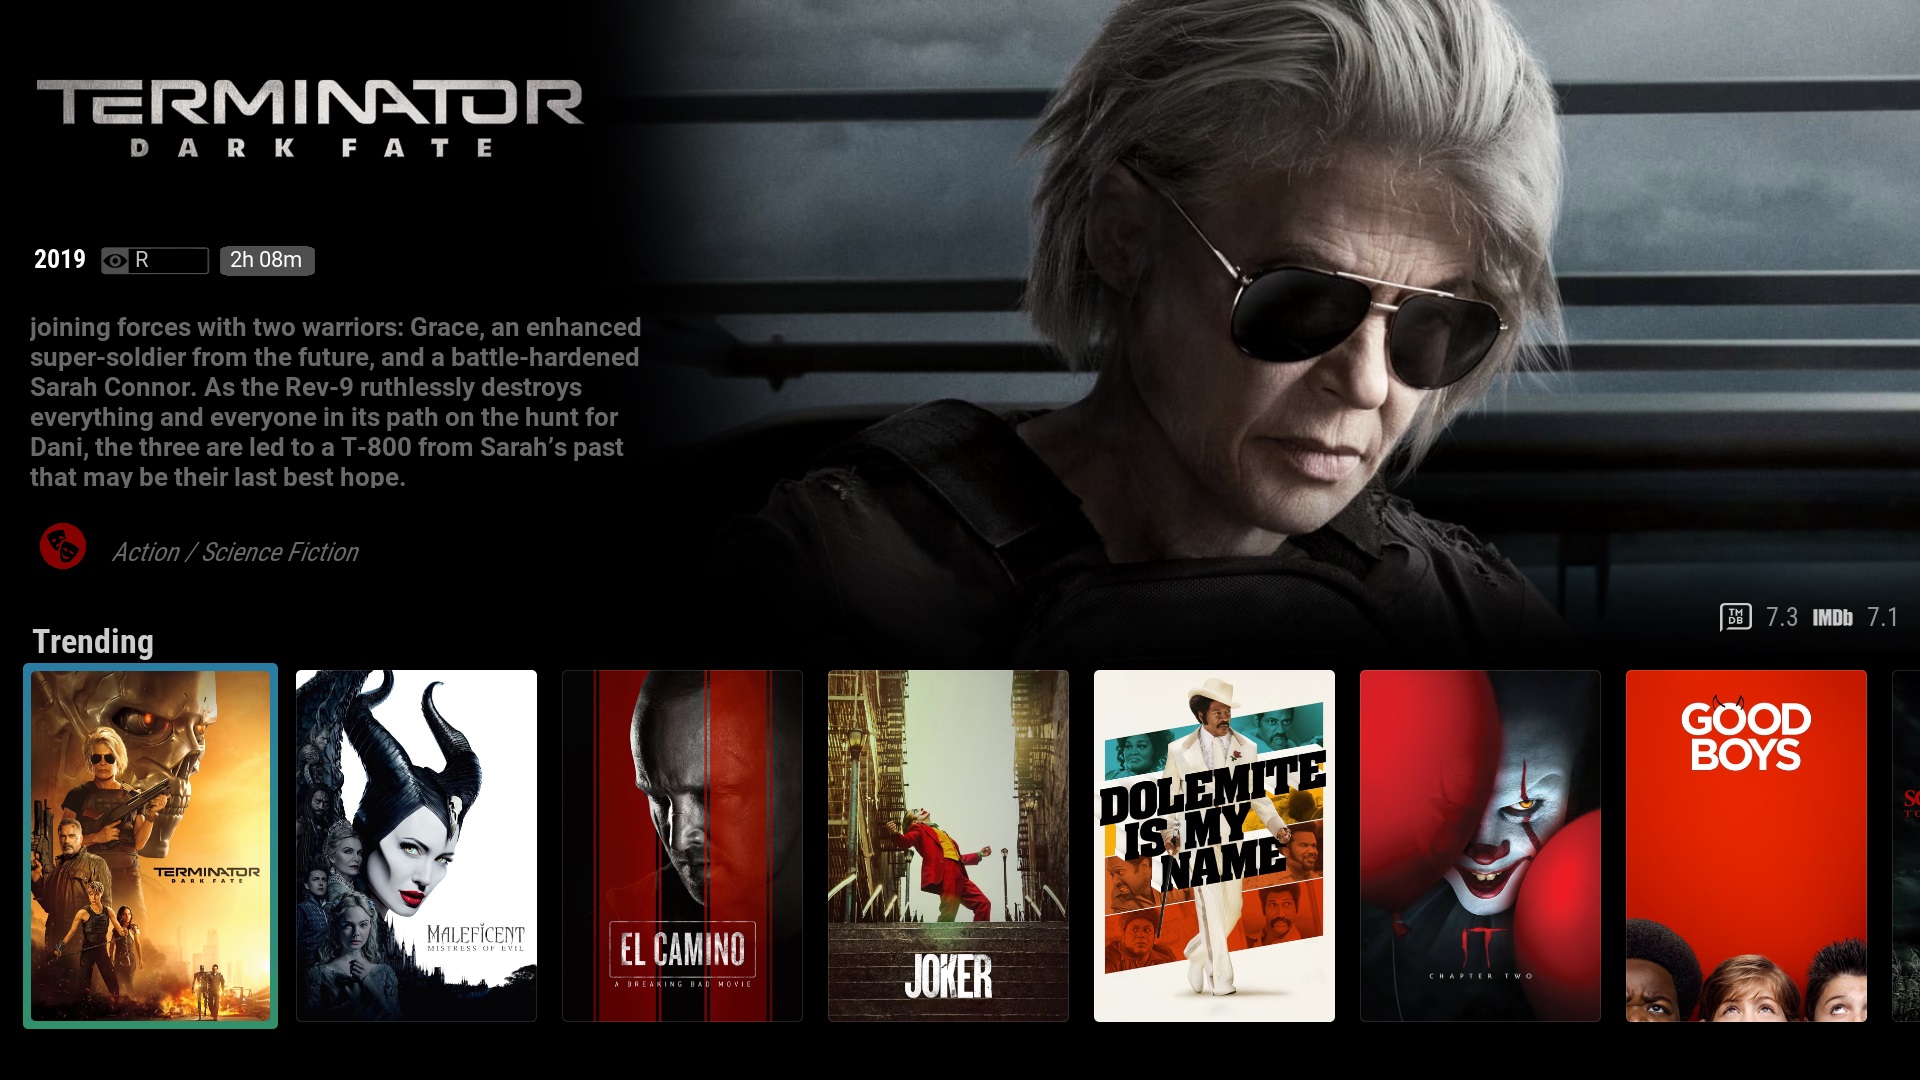 TERMINATOR
DARK FATE
2019 R 2h 08m
joining forces with two warriors: Grace, an enhanced
super-soldier from the future, and a battle-hardened
Sarah Connor. As the Rev-9 ruthlessly destroys
everything and everyone in its path on the hunt for
Dani, the three are led to a T-800 from Sarah’s past
that may be their last best hope.
Action / Science Fiction
TM
DB 7.3 IMDb 7.1
Trending
TERMINATOR
DARK FATE
MALEFICENT
MISTRESS OF EVIL
EL CAMINO
A BREAKING BAD MOVIE
JOKER
DOLEMITE
IS MY
NAME
IT
CHAPTER TWO
GOOD
BOYS